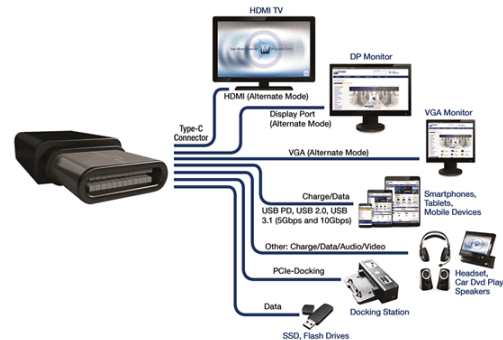 HDMI TV
HDMI (Alternate Mode)
DP Monitor
Display Port
(Alternate Mode)
Type-C
Connector
VGA Monitor
VGA (Alternate Mode)
Charge/Data
USB PD, USB 2.0, USB
3.1 (5Gbps and 10Gbps)
Smartphones,
Tablets,
Mobile Devices
Other: Charge/Data/Audio/Video
Headset,
Car Dvd Play
Speakers
PCIe-Docking
Docking Station
Data
SSD, Flash Drives